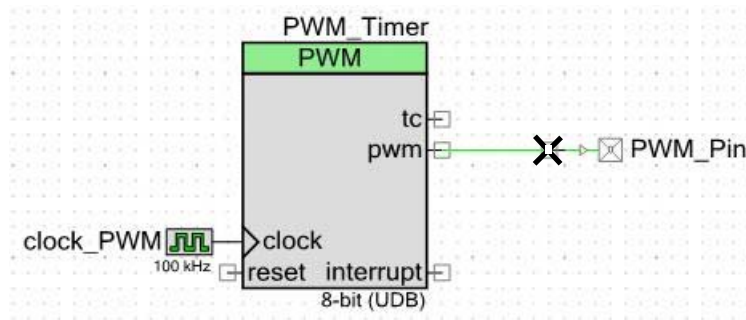 PWM_Timer
PWM
tc
pwm
PWM_Pin
clock_PWM
clock
100 kHz
reset interrupt
8-bit (UDB)